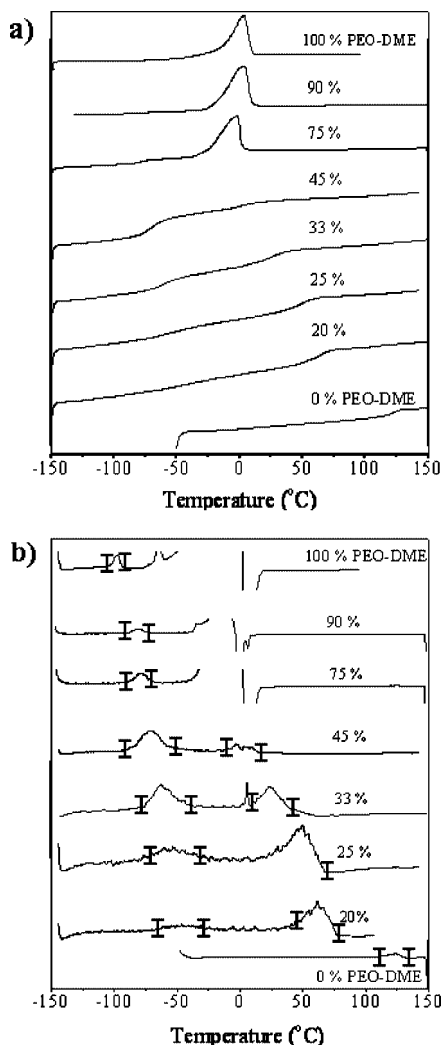 a)
100 % PEO-DME
90 %
75 %
45 %
33 %
25 %
20 %
0 % PEO-DME
-150 -100 -50 0 50 100 150
Temperature (°C)
b)
100 % PEO-DME
90 %
75 %
45 %
33 %
25 %
20%
0 % PEO-DME
-150 -100 -50 0 50 100 150
Temperature (°C)